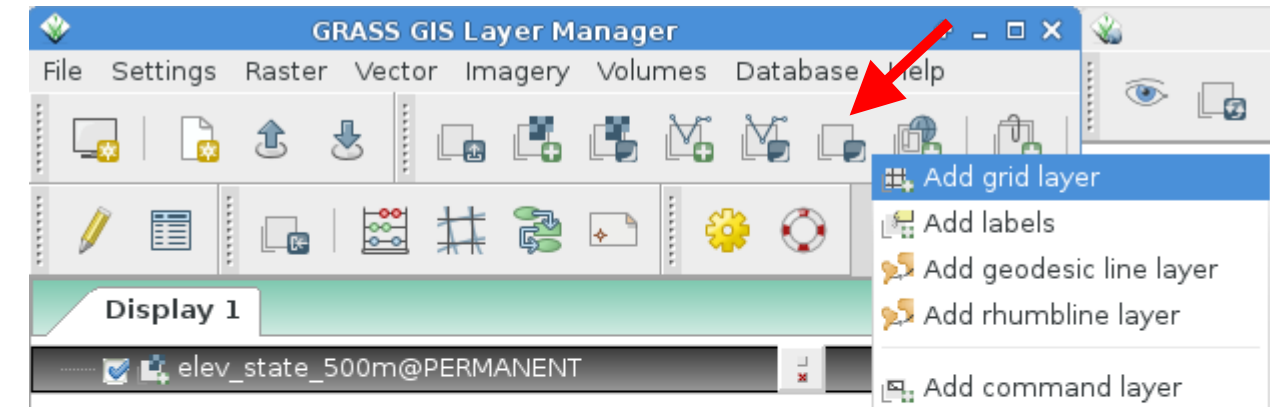 GRASS GIS Layer Manager
File Settings Raster Vector Imagery Volumes Database Help
Add grid layer
Add labels
Add geodesic line layer
Add rhumbline layer
Add command layer
Display 1
elev_state_500m@PERMANENT